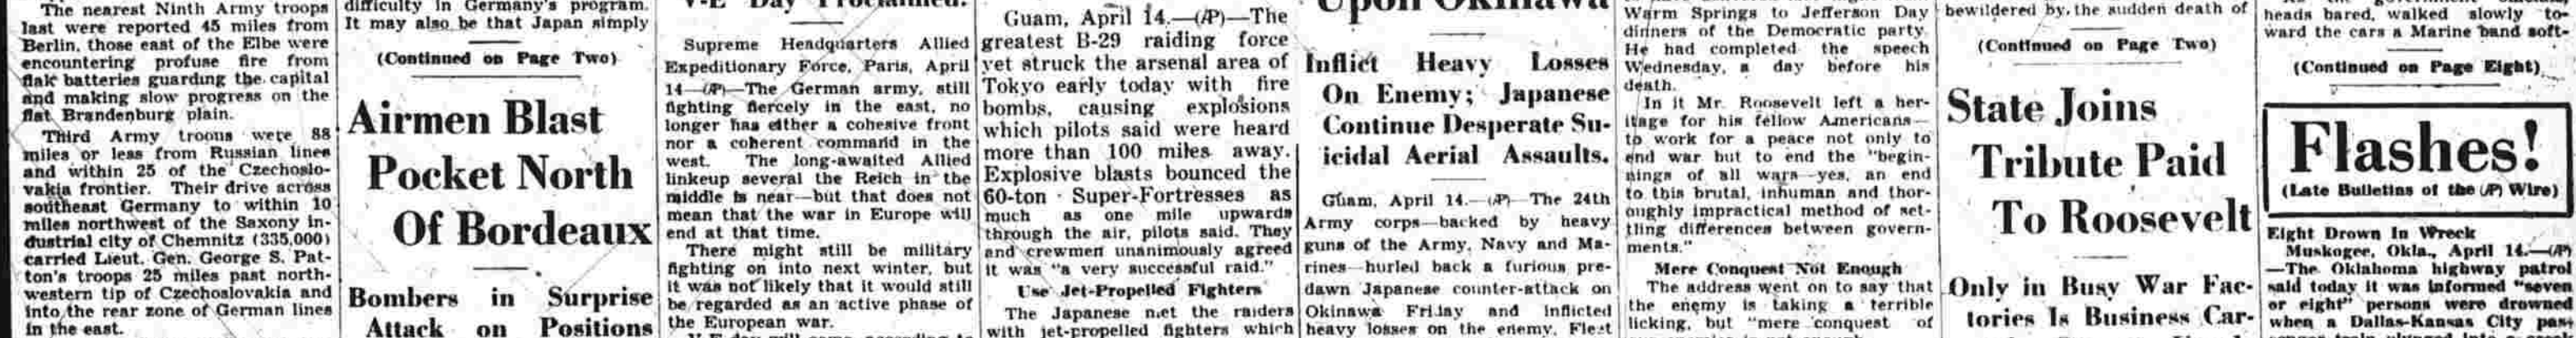 The nearest Ninth Army troops
last were reported 45 miles from
Berlin, those east of the Elbe were
encountering profuse fire from
flak batteries guarding the capital
and making slow progress on the
flat Brandenburg plain.
Third Army troops were 88
miles or less from Russian lines
and within 25 of the Czechoslo-
vakia frontier. Their drive across
southeast Germany to within 10
miles northwest of the Saxony in-
dustrial city of Chemnitz (335,000)
carried Lieut. Gen. George S. Pat-
ton's troops 25 miles past north-
western tip of Czechoslovakia and
into the rear zone of German lines
in the east.
difficulty in Germany's program.
It may also be that Japan simply
(Continued on Page Two)
Airmen Blast
Pocket North
Of Bordeaux
Bombers in Surprise
Attack on Positions
V-E Day Proclaimed.
Supreme Headquarters Allied
Expeditionary Force, Paris, April
14—(AP)—The German army, still
fighting fiercely in the east, no
longer has either a cohesive front
nor a coherent command in the
west. The long-awaited Allied
linkup several the Reich in the
middle is near—but that does not
mean that the war in Europe will
end at that time.
There might still be military
fighting on into next winter, but
it was not likely that it would still
be regarded as an active phase of
the European war.
Guam, April 14.—(AP)—The
greatest B-29 raiding force
yet struck the arsenal area of
Tokyo early today with fire
bombs, causing explosions
which pilots said were heard
more than 100 miles away.
Explosive blasts bounced the
60-ton Super-Fortresses as
much as one mile upwards
through the air, pilots said. They
and crewmen unanimously agreed
it was "a very successful raid."
Use Jet-Propelled Fighters
The Japanese met the raiders
with jet-propelled fighters which
Upon Okinawa
Inflict Heavy Losses
On Enemy; Japanese
Continue Desperate Su-
icidal Aerial Assaults.
Guam, April 14.—(AP)—The 24th
Army corps—backed by heavy
guns of the Army, Navy and Ma-
rines—hurled back a furious pre-
dawn Japanese counter-attack on
Okinawa Friday and inflicted
heavy losses on the enemy. Fleet
Warm Springs to Jefferson Day
dinners of the Democratic party.
He had completed the speech
Wednesday, a day before his
death.
In it Mr. Roosevelt left a her-
itage for his fellow Americans—
to work for a peace not only to
end war but to end the "begin-
nings of all wars—yes, an end
to this brutal, inhuman and thor-
oughly impractical method of set-
tling differences between govern-
ments."
Mere Conquest Not Enough
The address went on to say that
the enemy is taking a terrible
licking, but "mere conquest of
bewildered by the sudden death of
(Continued on Page Two)
State Joins
Tribute Paid
To Roosevelt
Only in Busy War Fac-
tories Is Business Car-
heads bared, walked slowly to-
ward the cars a Marine band soft-
(Continued on Page Eight)
Flashes!
(Late Bulletins of the (AP) Wire)
Eight Drown In Wreck
Muskogee, Okla., April 14.—(AP)
—The Oklahoma highway patrol
said today it was informed "seven
or eight" persons were drowned
when a Dallas-Kansas City pas-